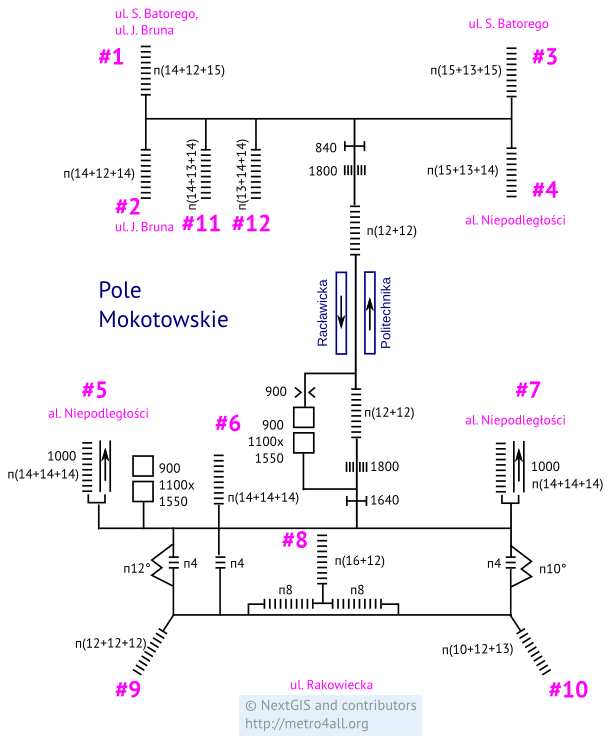 ul. S. Batorego,
ul. J. Bruna
ul. S. Batorego
#1
#3
п(14+12+15)
п(15+13+15)
840
1800
п(14+12+14)
п(14+13+14)
п(13+14+14)
п(15+13+14)
#2
#4
ul. J. Bruna
#11
#12
al. Niepodległości
п(12+12)
Pole
Mokotowskie
Racławicka
Politechnika
#5
#7
al. Niepodległości
al. Niepodległości
900
#6
900
1100x
1550
п(12+12)
1000
п(14+14+14)
900
1100x
1550
1800
1000
п(14+14+14)
п(14+14+14)
1640
#8
п12°
п4
п4
п(16+12)
п4
п10°
п8
п8
п(12+12+12)
п(10+12+13)
#9
ul. Rakowiecka
#10
© NextGIS and contributors
http://metro4all.org